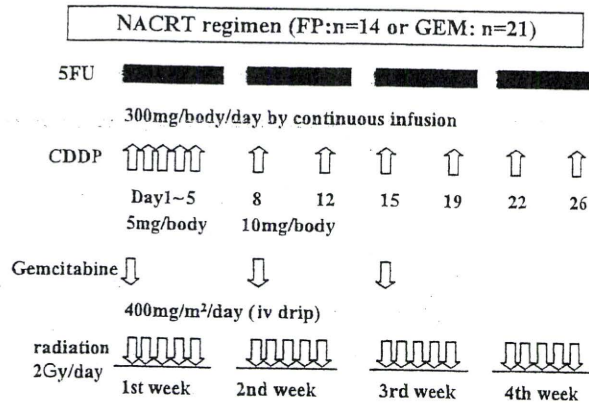 NACRT regimen (FP:n=14 or GEM: n=21)
5FU
300mg/body/day by continuous infusion
CDDP
Day1~5 8 12 15 19 22 26
5mg/body 10mg/body
Gemcitabine
400mg/m²/day (iv drip)
radiation
2Gy/day
1st week 2nd week 3rd week 4th week